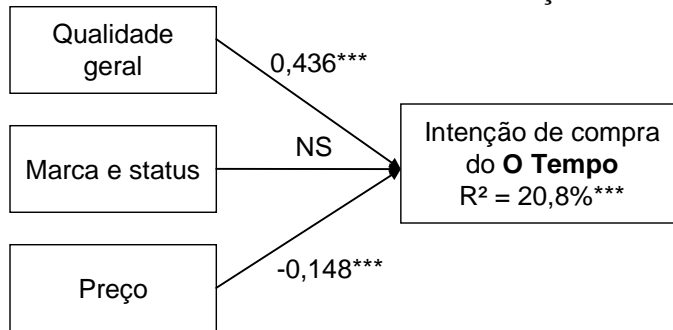 Qualidade
geral
0,436***
Marca e status
NS
Intenção de compra
do O Tempo
R² = 20,8%***
-0,148***
Preço